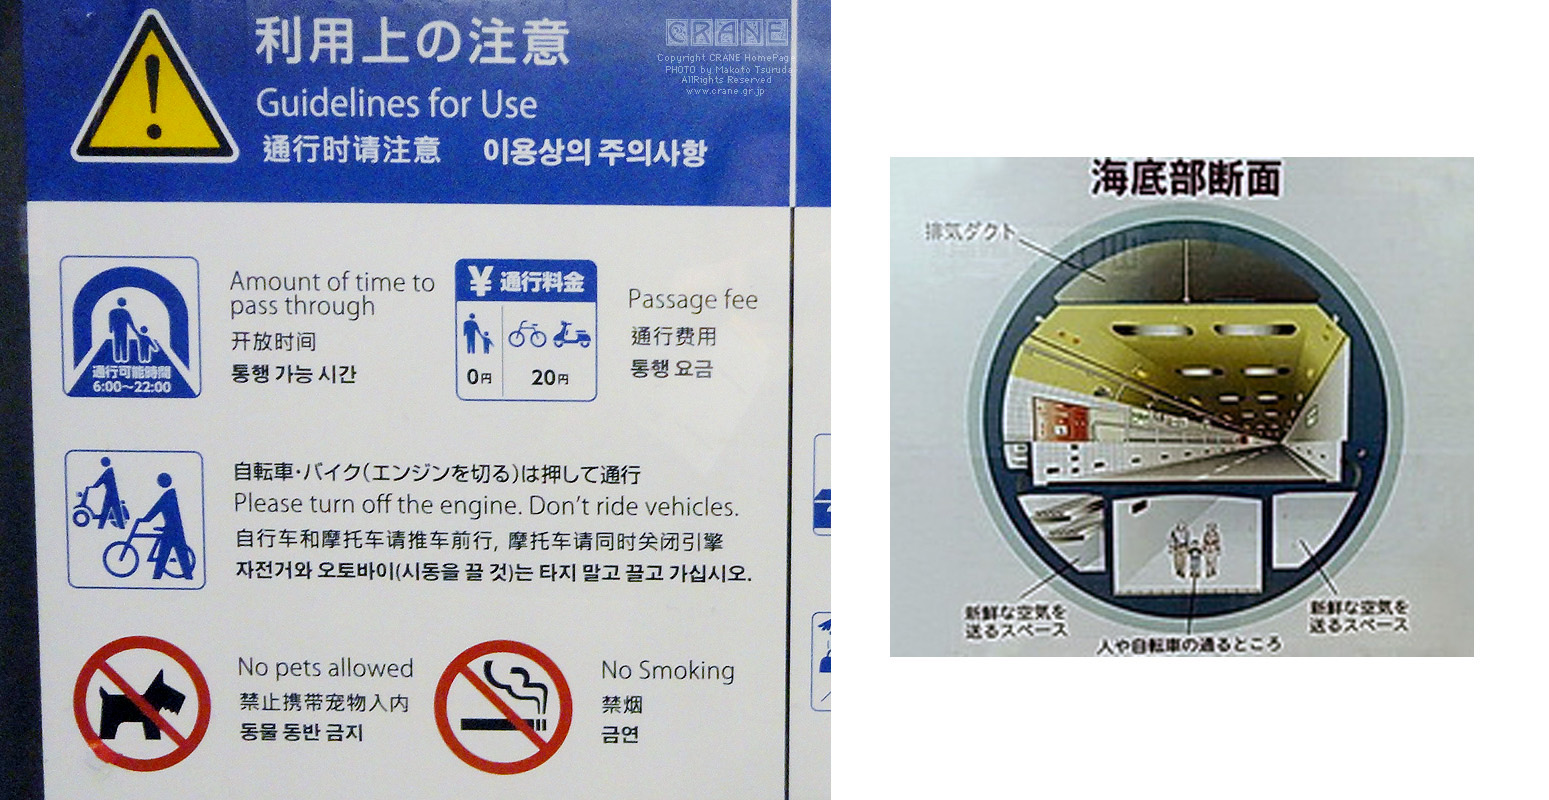 利用上の注意
Guidelines for Use
通行时请注意 이용상의 주의사항
CRANE
Copyright CRANE HomePage
PHOTO by Makoto Tsuruda
AllRights Reserved
www.crane.gr.jp
通行可能時間
6:00～22:00
Amount of time to
pass through
开放时间
통행 가능 시간
¥ 通行料金
0円 20円
Passage fee
通行费用
통행 요금
自転車・バイク(エンジンを切る)は押して通行
Please turn off the engine. Don't ride vehicles.
自行车和摩托车请推车前行, 摩托车请同时关闭引擎
자전거와 오토바이(시동을 끌 것)는 타지 말고 끌고 가십시오.
No pets allowed
禁止携带宠物入内
동물 동반 금지
No Smoking
禁烟
금연
海底部断面
排気ダクト
新鮮な空気を
送るスペース
人や自転車の通るところ
新鮮な空気を
送るスペース